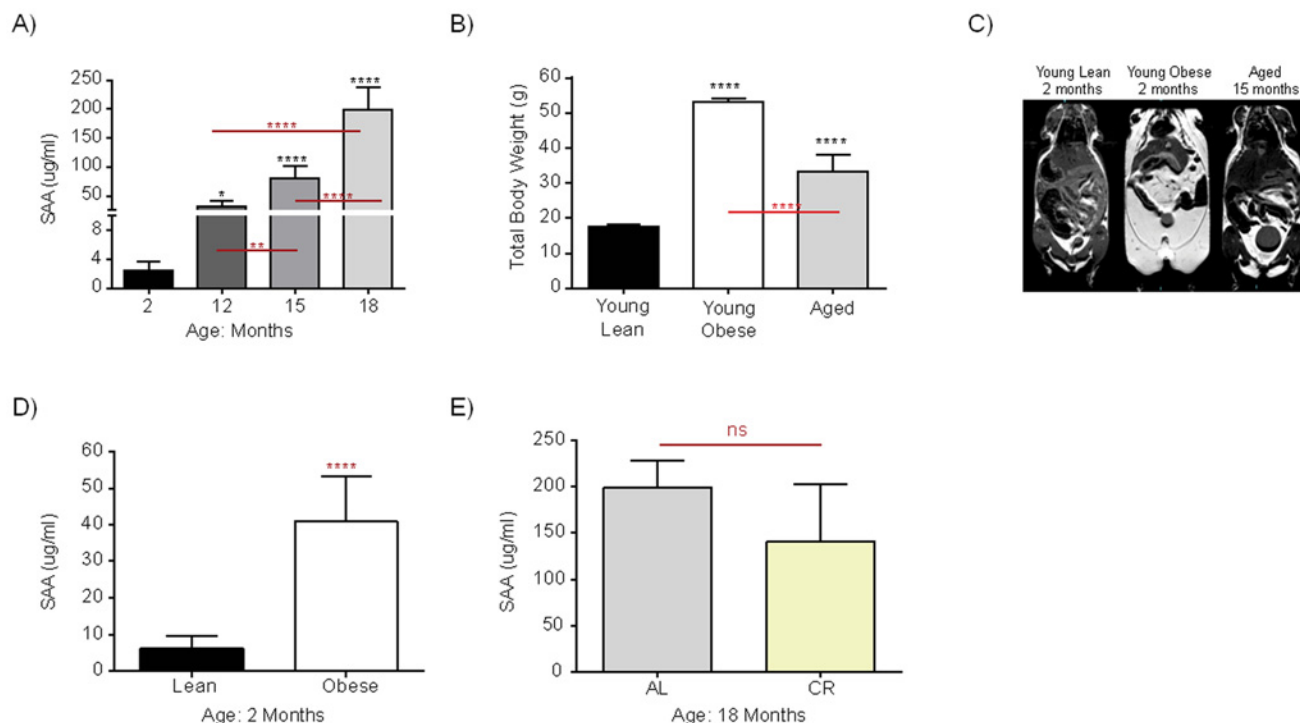 A)
SAA (ug/ml)
250
200
150
100
50
8
4
0
*
****
****
****
****
**
2 12 15 18
Age: Months
B)
Total Body Weight (g)
60
50
40
30
20
10
0
****
****
****
Young Lean
Young Obese
Aged
C)
Young Lean
2 months
Young Obese
2 months
Aged
15 months
D)
SAA (ug/ml)
60
50
40
30
20
10
0
****
Lean Obese
Age: 2 Months
E)
SAA (ug/ml)
250
200
150
100
50
0
ns
AL CR
Age: 18 Months